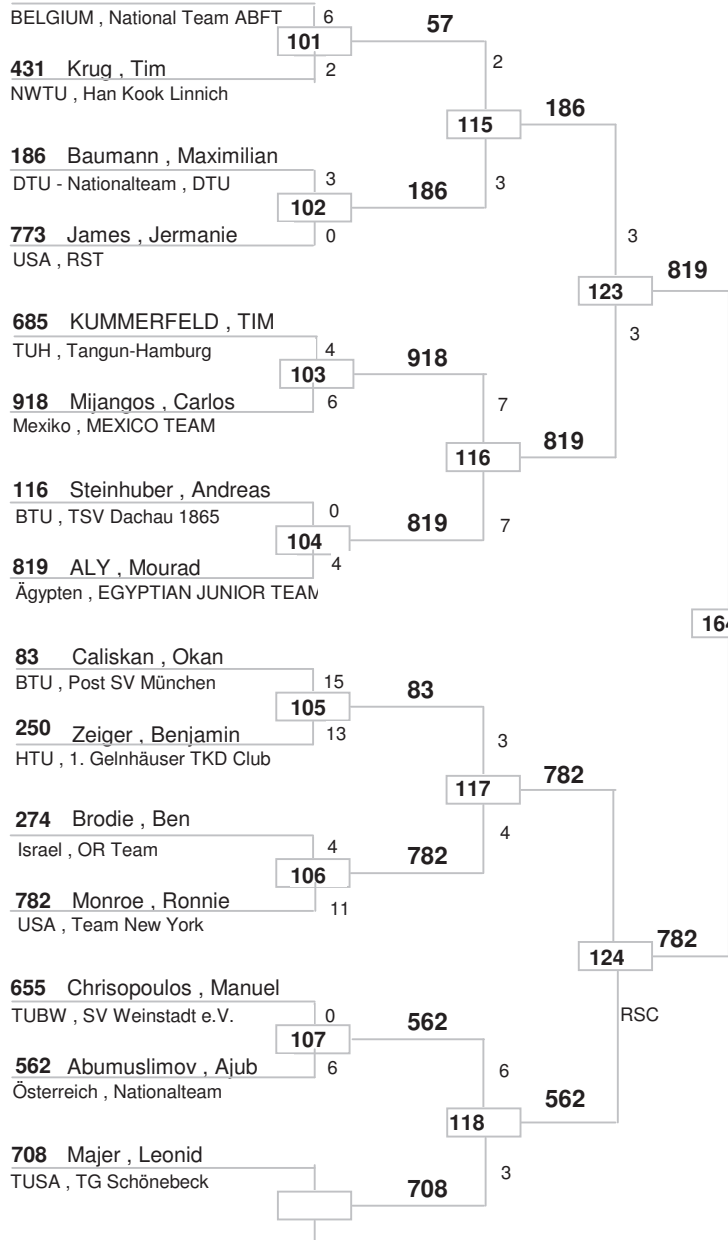 BELGIUM , National Team ABFT
6
101
57
431 Krug , Tim
2
NWTU , Han Kook Linnich
2
115
186
186 Baumann , Maximilian
DTU - Nationalteam , DTU
3
102
186
3
773 James , Jermanie
0
USA , RST
3
123
819
685 KUMMERFELD , TIM
TUH , Tangun-Hamburg
4
103
918
3
918 Mijangos , Carlos
6
Mexiko , MEXICO TEAM
7
116
819
116 Steinhuber , Andreas
BTU , TSV Dachau 1865
0
104
819
7
819 ALY , Mourad
4
Ägypten , EGYPTIAN JUNIOR TEAM
164
83 Caliskan , Okan
BTU , Post SV München
15
105
83
250 Zeiger , Benjamin
13
HTU , 1. Gelnhäuser TKD Club
3
117
782
274 Brodie , Ben
Israel , OR Team
4
106
782
4
782 Monroe , Ronnie
11
USA , Team New York
124
782
655 Chrisopoulos , Manuel
TUBW , SV Weinstadt e.V.
0
107
562
RSC
562 Abumuslimov , Ajub
6
Österreich , Nationalteam
6
118
562
708 Majer , Leonid
TUSA , TG Schönebeck
708
3